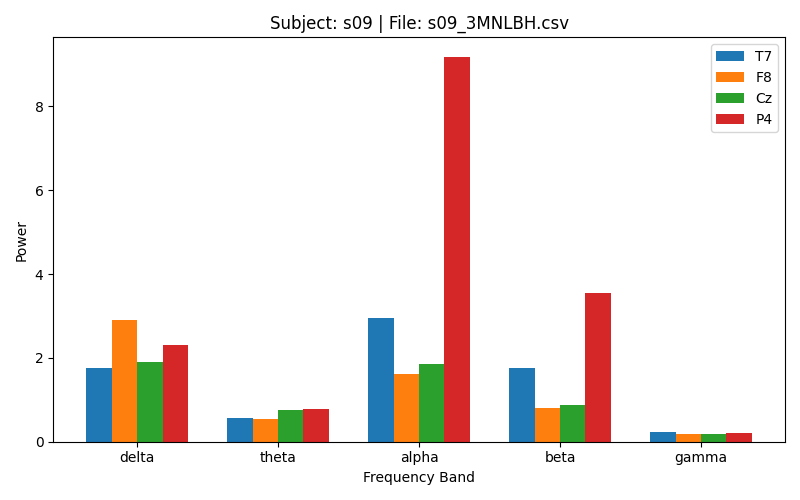 Subject: s09 | File: s09_3MNLBH.csv
T7
F8
Cz
P4
Power
8
6
4
2
0
delta theta alpha beta gamma
Frequency Band